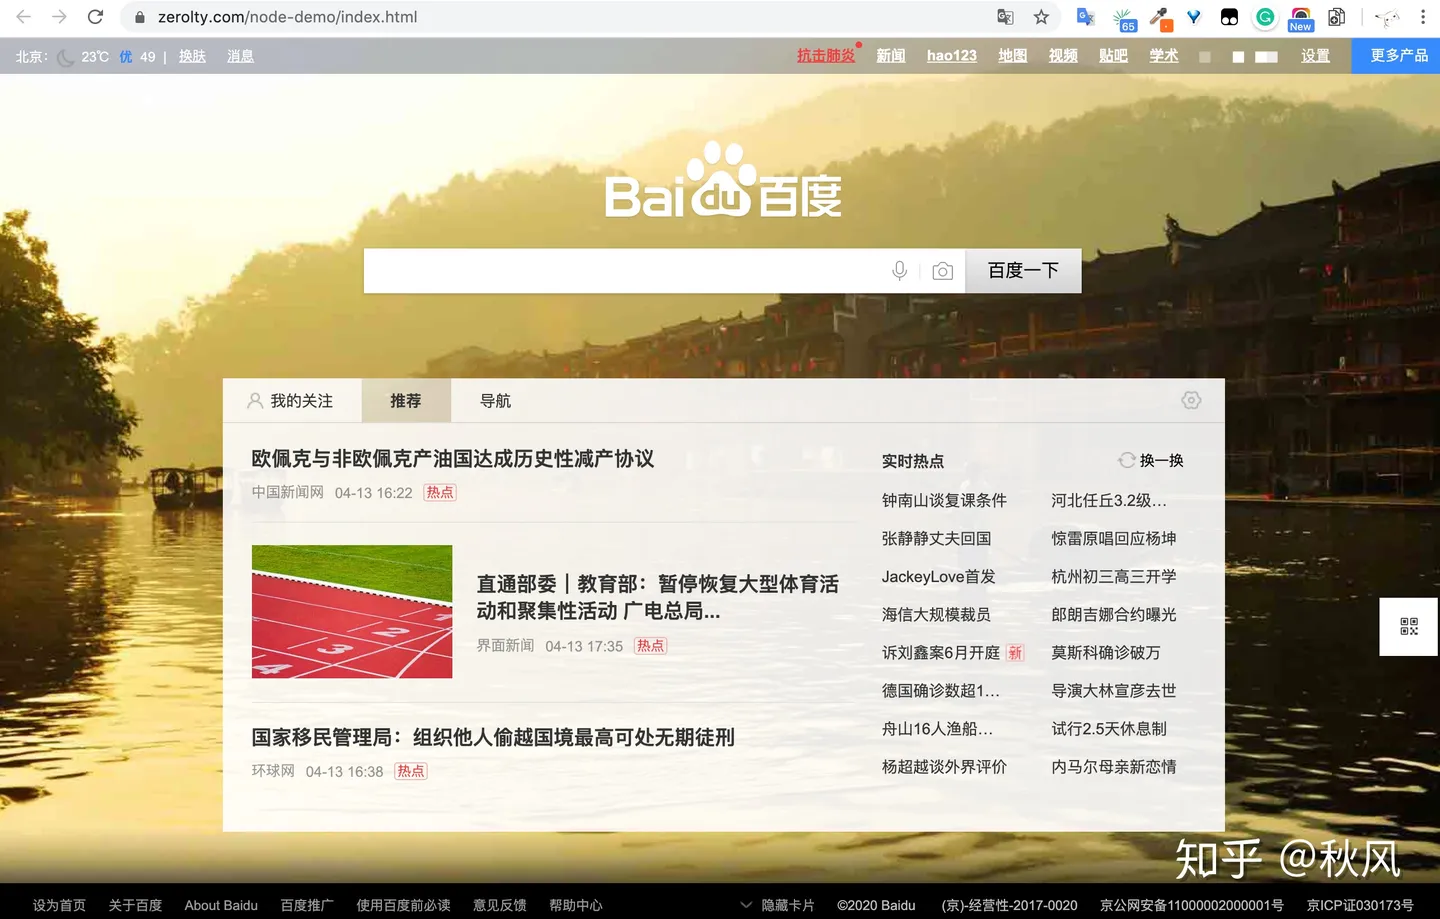 zerolty.com/node-demo/index.html
65
New
北京： 23℃ 优 49 | 换肤 消息
抗击肺炎 新闻 hao123 地图 视频 贴吧 学术 设置 更多产品
Bai du 百度
百度一下
我的关注 推荐 导航
欧佩克与非欧佩克产油国达成历史性减产协议
中国新闻网 04-13 16:22 热点
直通部委｜教育部：暂停恢复大型体育活
动和聚集性活动 广电总局...
界面新闻 04-13 17:35 热点
国家移民管理局：组织他人偷越国境最高可处无期徒刑
环球网 04-13 16:38 热点
实时热点 换一换
钟南山谈复课条件 河北任丘3.2级...
张静静丈夫回国 惊雷原唱回应杨坤
JackeyLove首发 杭州初三高三开学
海信大规模裁员 郎朗吉娜合约曝光
诉刘鑫案6月开庭 新 莫斯科确诊破万
德国确诊数超1... 导演大林宣彦去世
舟山16人渔船... 试行2.5天休息制
杨超越谈外界评价 内马尔母亲新恋情
知乎 @秋风
设为首页 关于百度 About Baidu 百度推广 使用百度前必读 意见反馈 帮助中心 隐藏卡片 ©2020 Baidu (京)-经营性-2017-0020 京公网安备11000002000001号 京ICP证030173号